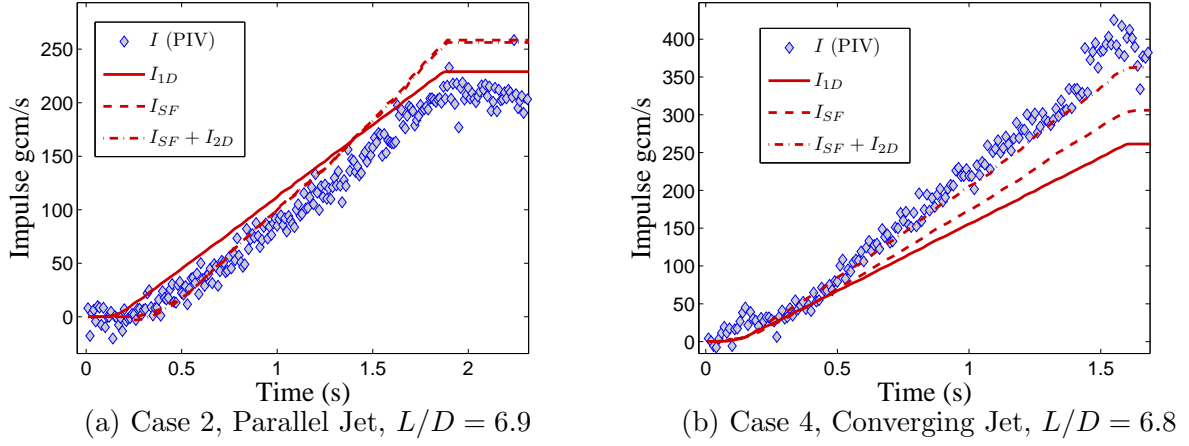 I (PIV)
I_{1D}
I_{SF}
I_{SF} + I_{2D}
Impulse gcm/s
250
200
150
100
50
0
0
0.5
1
1.5
2
Time (s)
(a) Case 2, Parallel Jet, L/D = 6.9
I (PIV)
I_{1D}
I_{SF}
I_{SF} + I_{2D}
Impulse gcm/s
400
350
300
250
200
150
100
50
0
0
0.5
1
1.5
Time (s)
(b) Case 4, Converging Jet, L/D = 6.8